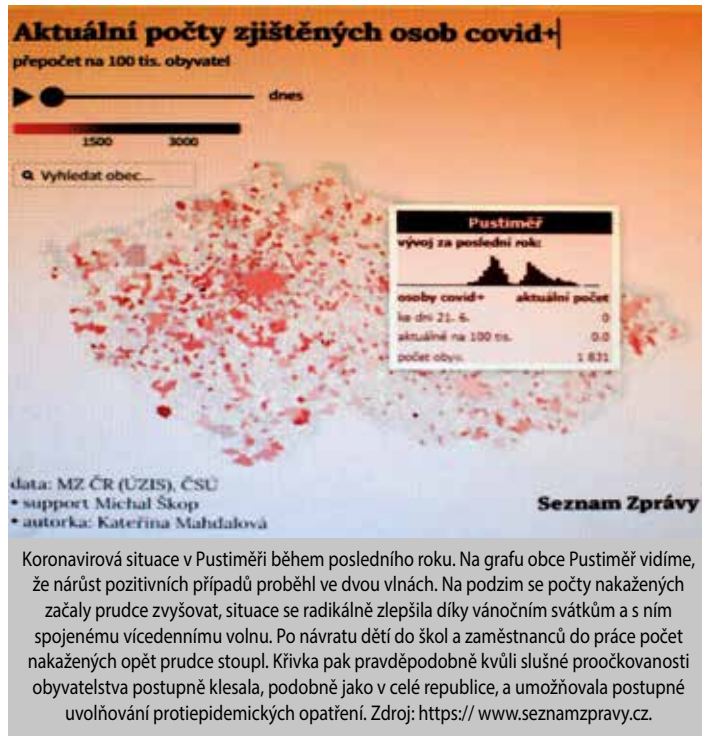 Aktuální počty zjištěných osob covid+
přepočet na 100 tis. obyvatel
dnes
1500 3000
Vyhledat obec...
Pustiměř
vývoj za poslední rok:
osoby covid+ aktuální počet
ke dni 21. 6. 0
aktuálně na 100 tis. 0.0
počet obyv. 1 831
data: MZ ČR (ÚZIS), ČSÚ
• support Michal Škop
• autorka: Kateřina Mahdalová
Seznam Zprávy
Koronavirová situace v Pustiměři během posledního roku. Na grafu obce Pustiměř vidíme,
že nárůst pozitivních případů proběhl ve dvou vlnách. Na podzim se počty nakažených
začaly prudce zvyšovat, situace se radikálně zlepšila díky vánočním svátkům a s ním
spojenému vícedennímu volnu. Po návratu dětí do škol a zaměstnanců do práce počet
nakažených opět prudce stoupl. Křivka pak pravděpodobně kvůli slušné proočkovanosti
obyvatelstva postupně klesala, podobně jako v celé republice, a umožňovala postupné
uvolňování protiepidemických opatření. Zdroj: https:// www.seznamzpravy.cz.